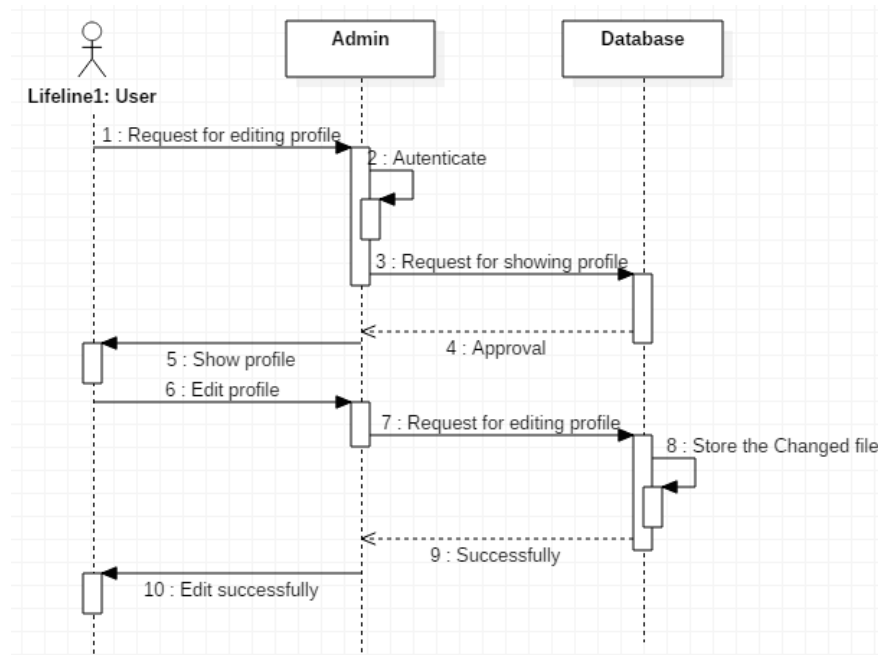 Admin
Database
Lifeline1: User
1 : Request for editing profile
2 : Autenticate
3 : Request for showing profile
4 : Approval
5 : Show profile
6 : Edit profile
7 : Request for editing profile
8 : Store the Changed file
9 : Successfully
10 : Edit successfully